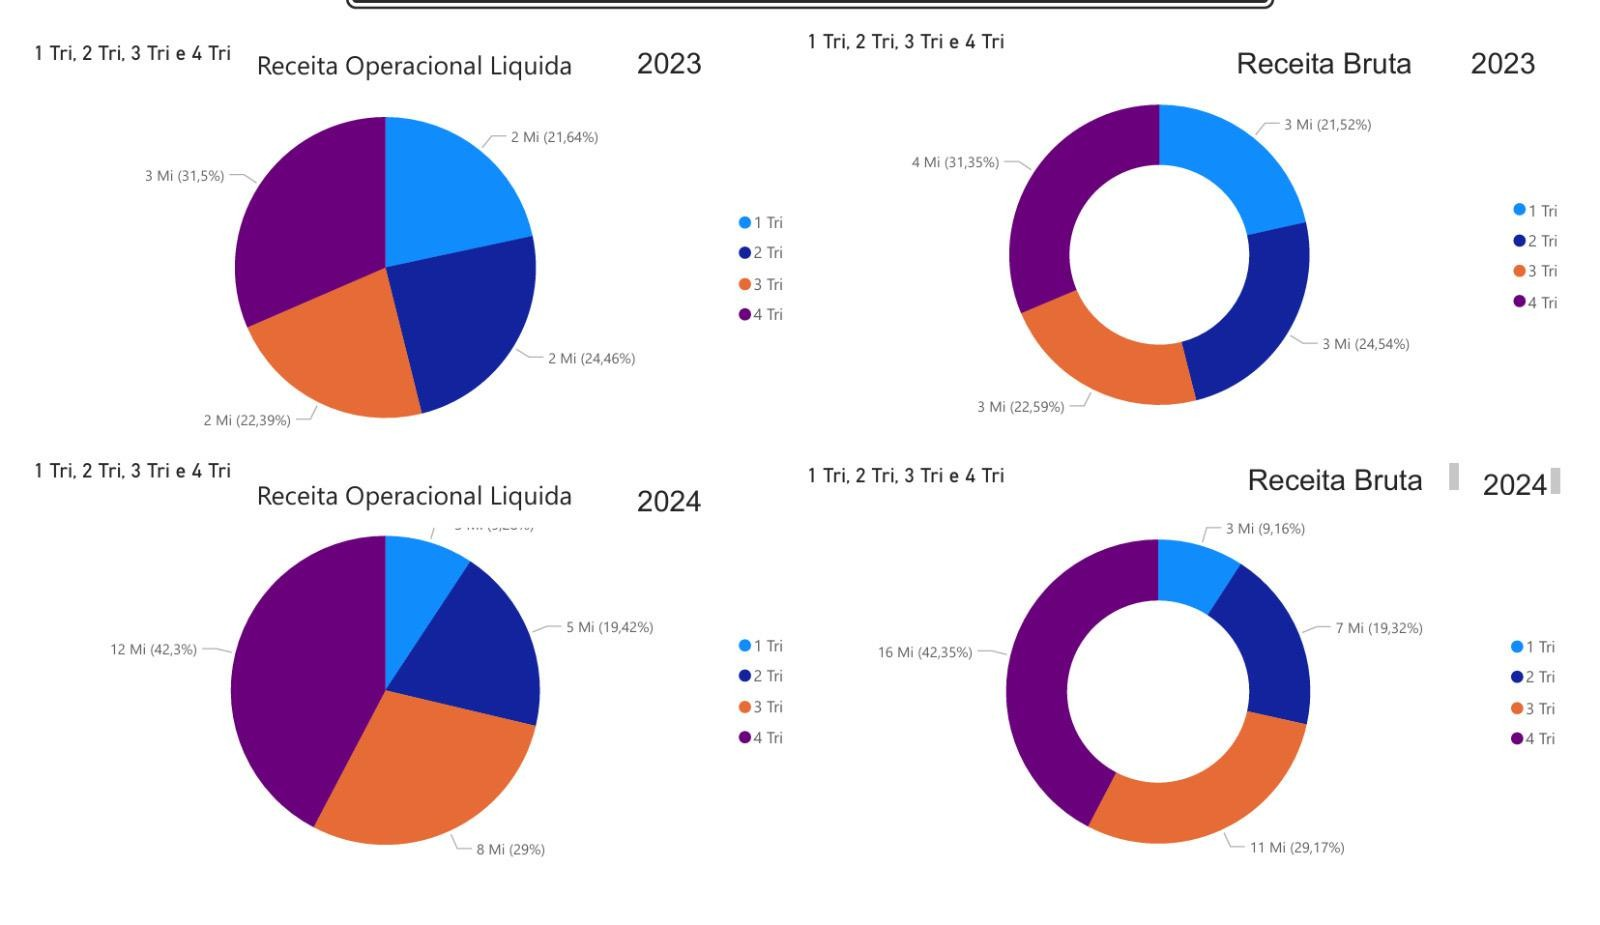 1 Tri, 2 Tri, 3 Tri e 4 Tri
Receita Operacional Liquida
2023
2 Mi (21,64%)
3 Mi (31,5%)
2 Mi (24,46%)
2 Mi (22,39%)
1 Tri
2 Tri
3 Tri
4 Tri
1 Tri, 2 Tri, 3 Tri e 4 Tri
Receita Bruta
2023
3 Mi (21,52%)
4 Mi (31,35%)
3 Mi (24,54%)
3 Mi (22,59%)
1 Tri
2 Tri
3 Tri
4 Tri
1 Tri, 2 Tri, 3 Tri e 4 Tri
Receita Operacional Liquida
2024
5 Mi (19,42%)
12 Mi (42,3%)
8 Mi (29%)
1 Tri
2 Tri
3 Tri
4 Tri
1 Tri, 2 Tri, 3 Tri e 4 Tri
Receita Bruta
2024
3 Mi (9,16%)
7 Mi (19,32%)
16 Mi (42,35%)
11 Mi (29,17%)
1 Tri
2 Tri
3 Tri
4 Tri